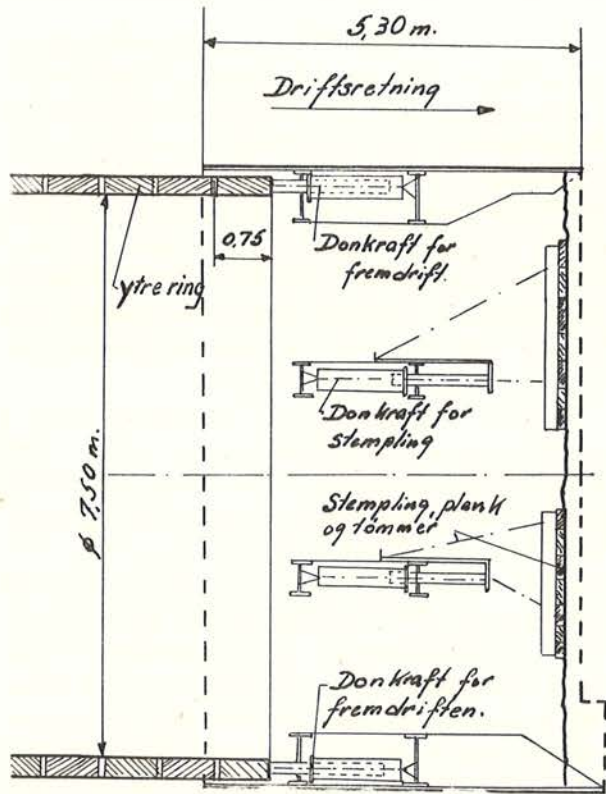 5,30 m.
Driftsretning
Donkraft for
fremdrift.
0,75
ytre ring
Donkraft for
stempling
ø 7,50 m.
Stempling, plank
og tømmer
Donkraft for
fremdriften.